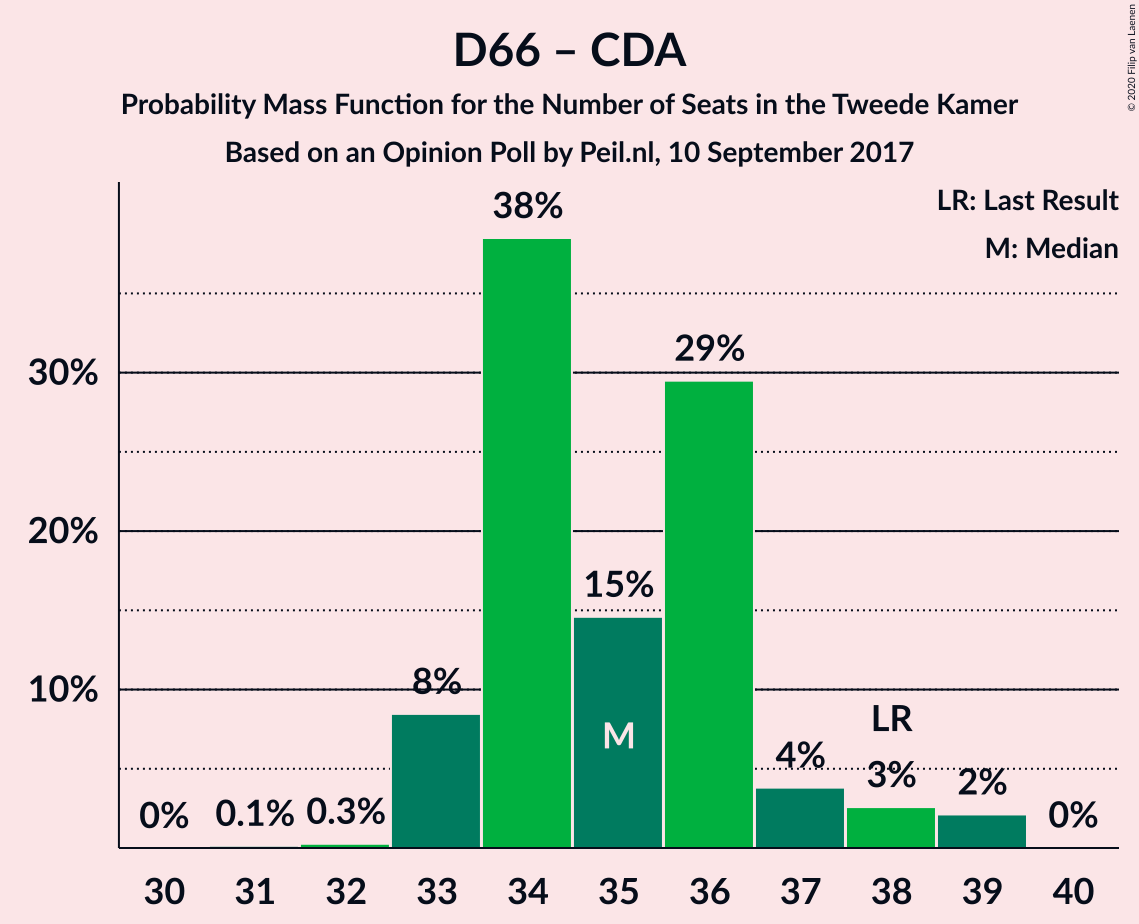 D66 – CDA
Probability Mass Function for the Number of Seats in the Tweede Kamer
Based on an Opinion Poll by Peil.nl, 10 September 2017
© 2020 Filip van Laenen
LR: Last Result
M: Median
38%
29%
30%
20%
15%
10%
8%
LR
M
4%
3%
2%
0%
0.1%
0.3%
0%
30 31 32 33 34 35 36 37 38 39 40